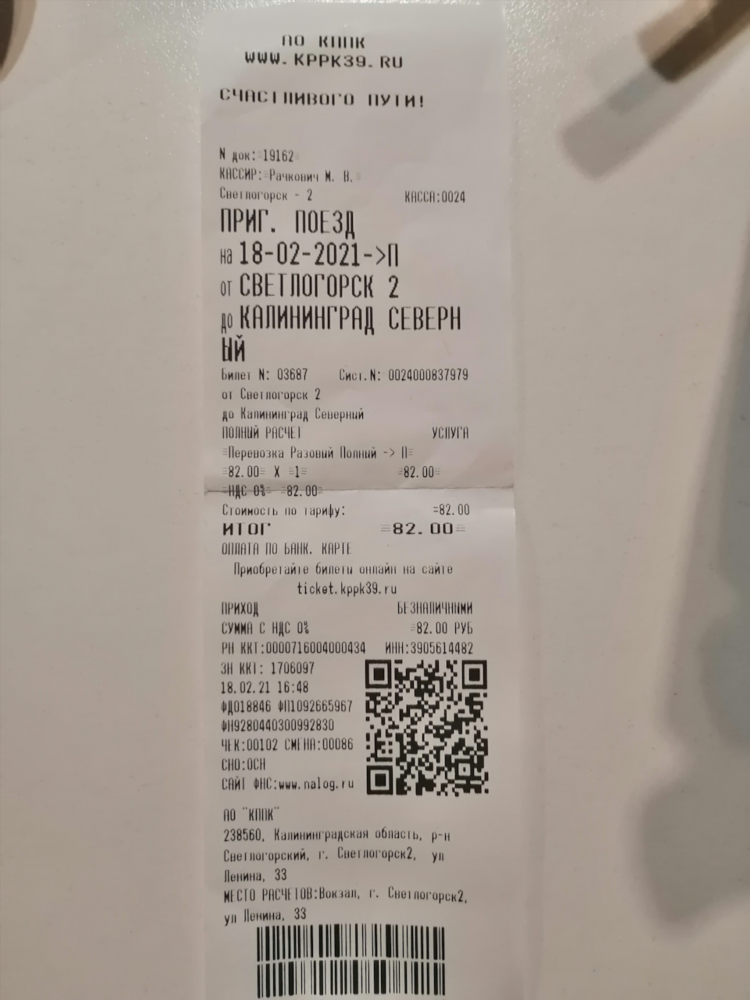 АО КППК
WWW.KPPK39.RU
СЧАСТЛИВОГО ПУТИ!
N док: 19162
КАССИР: Рачкович М. В.
Светлогорск - 2 КАССА:0024
ПРИГ. ПОЕЗД
на 18-02-2021->П
от СВЕТЛОГОРСК 2
до КАЛИНИНГРАД СЕВЕРН
ЫЙ
Билет N: 03687 Сист.N: 0024000837979
от Светлогорск 2
до Калининград Северный
ПОЛНЫЙ РАСЧЕТ УСЛУГА
=Перевозка Разовый Полный -> П=
=82.00= X =1= =82.00=
=НДС 0%= =82.00=
Стоимость по тарифу: =82.00
ИТОГ =82.00=
ОПЛАТА ПО БАНК. КАРТЕ
Приобретайте билеты онлайн на сайте
ticket.kppk39.ru
ПРИХОД БЕЗНАЛИЧНЫМИ
СУММА С НДС 0% =82.00 РУБ
РН ККТ:0000716004000434 ИНН:3905614482
ЗН ККТ: 1706097
18.02.21 16:48
ФД018846 ФП1092665967
ФН9280440300992830
ЧЕК:00102 СМЕНА:00086
СНО:ОСН
САЙТ ФНС:www.nalog.ru
АО "КППК"
238560, Калининградская область, р-н
Светлогорский, г. Светлогорск2, ул
Ленина, 33
МЕСТО РАСЧЕТОВ:Вокзал, г. Светлогорск2,
ул Ленина, 33